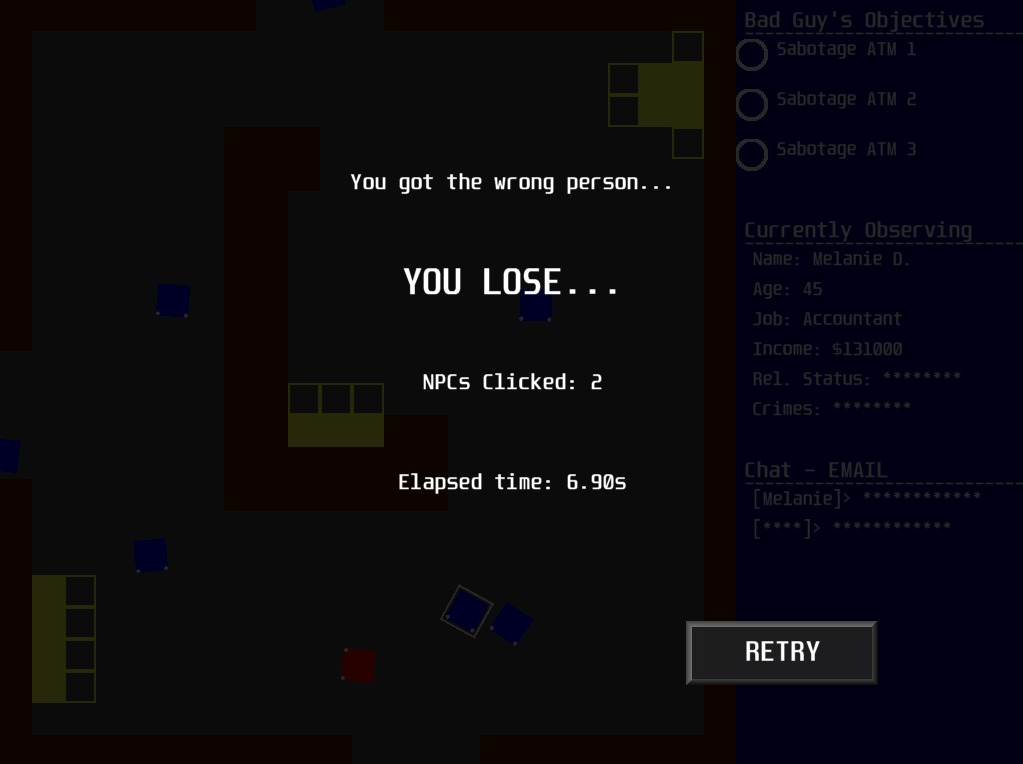 Bad Guy's Objectives
Sabotage ATM 1
Sabotage ATM 2
Sabotage ATM 3
You got the wrong person...
YOU LOSE...
NPCs Clicked: 2
Elapsed time: 6.90s
Currently Observing
Name: Melanie D.
Age: 45
Job: Accountant
Income: $131000
Rel. Status: ********
Crimes: ********
Chat - EMAIL
[Melanie]> ************
[****]> ************
RETRY